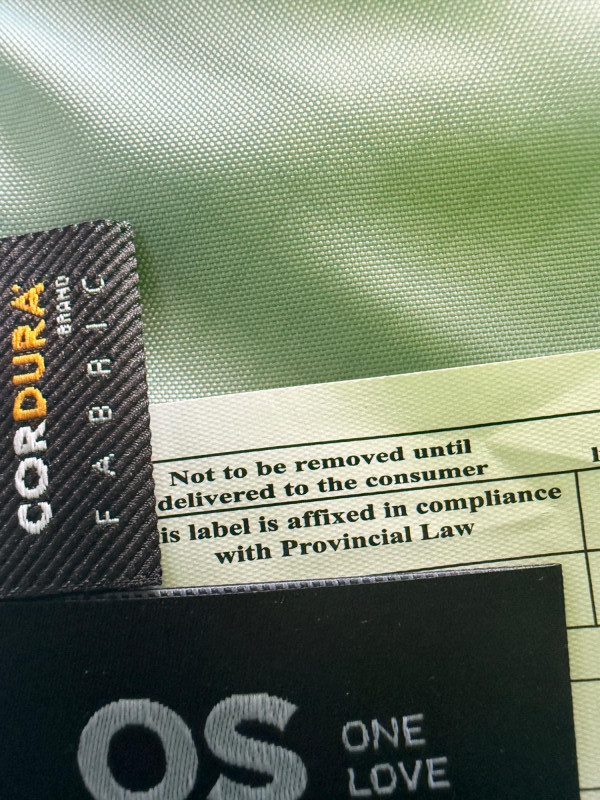 CORDURA
BRAND
FABRIC
Not to be removed until
delivered to the consumer
is label is affixed in compliance
with Provincial Law
OS
ONE
LOVE